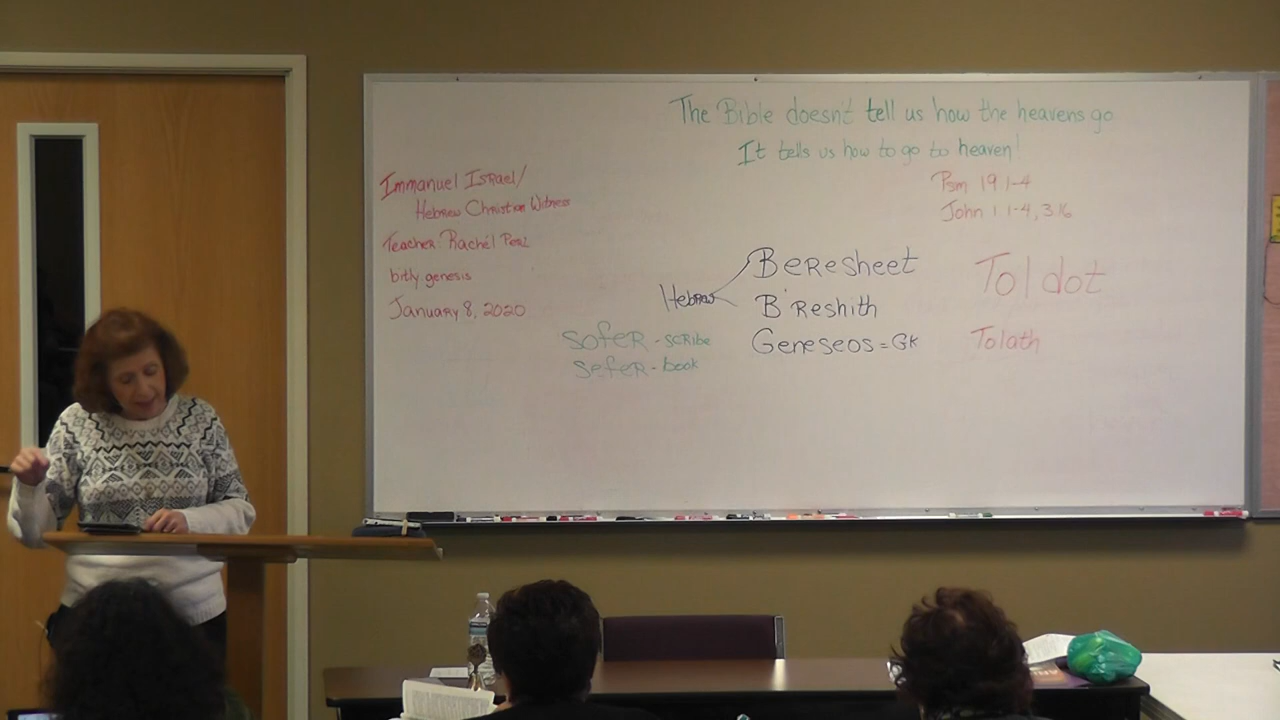 The Bible doesn't tell us how the heavens go
It tells us how to go to heaven!
Psm 19 1-4
John 1 1-4, 3 16
Immanuel Israel/
Hebrew Christian Witness
Teacher: Rachél Perl
bitly genesis
January 8, 2020
Hebrew
Beresheet
B'Reshith
Geneseos = GK
Sofer - scribe
Sefer - book
Toldot
Tolath